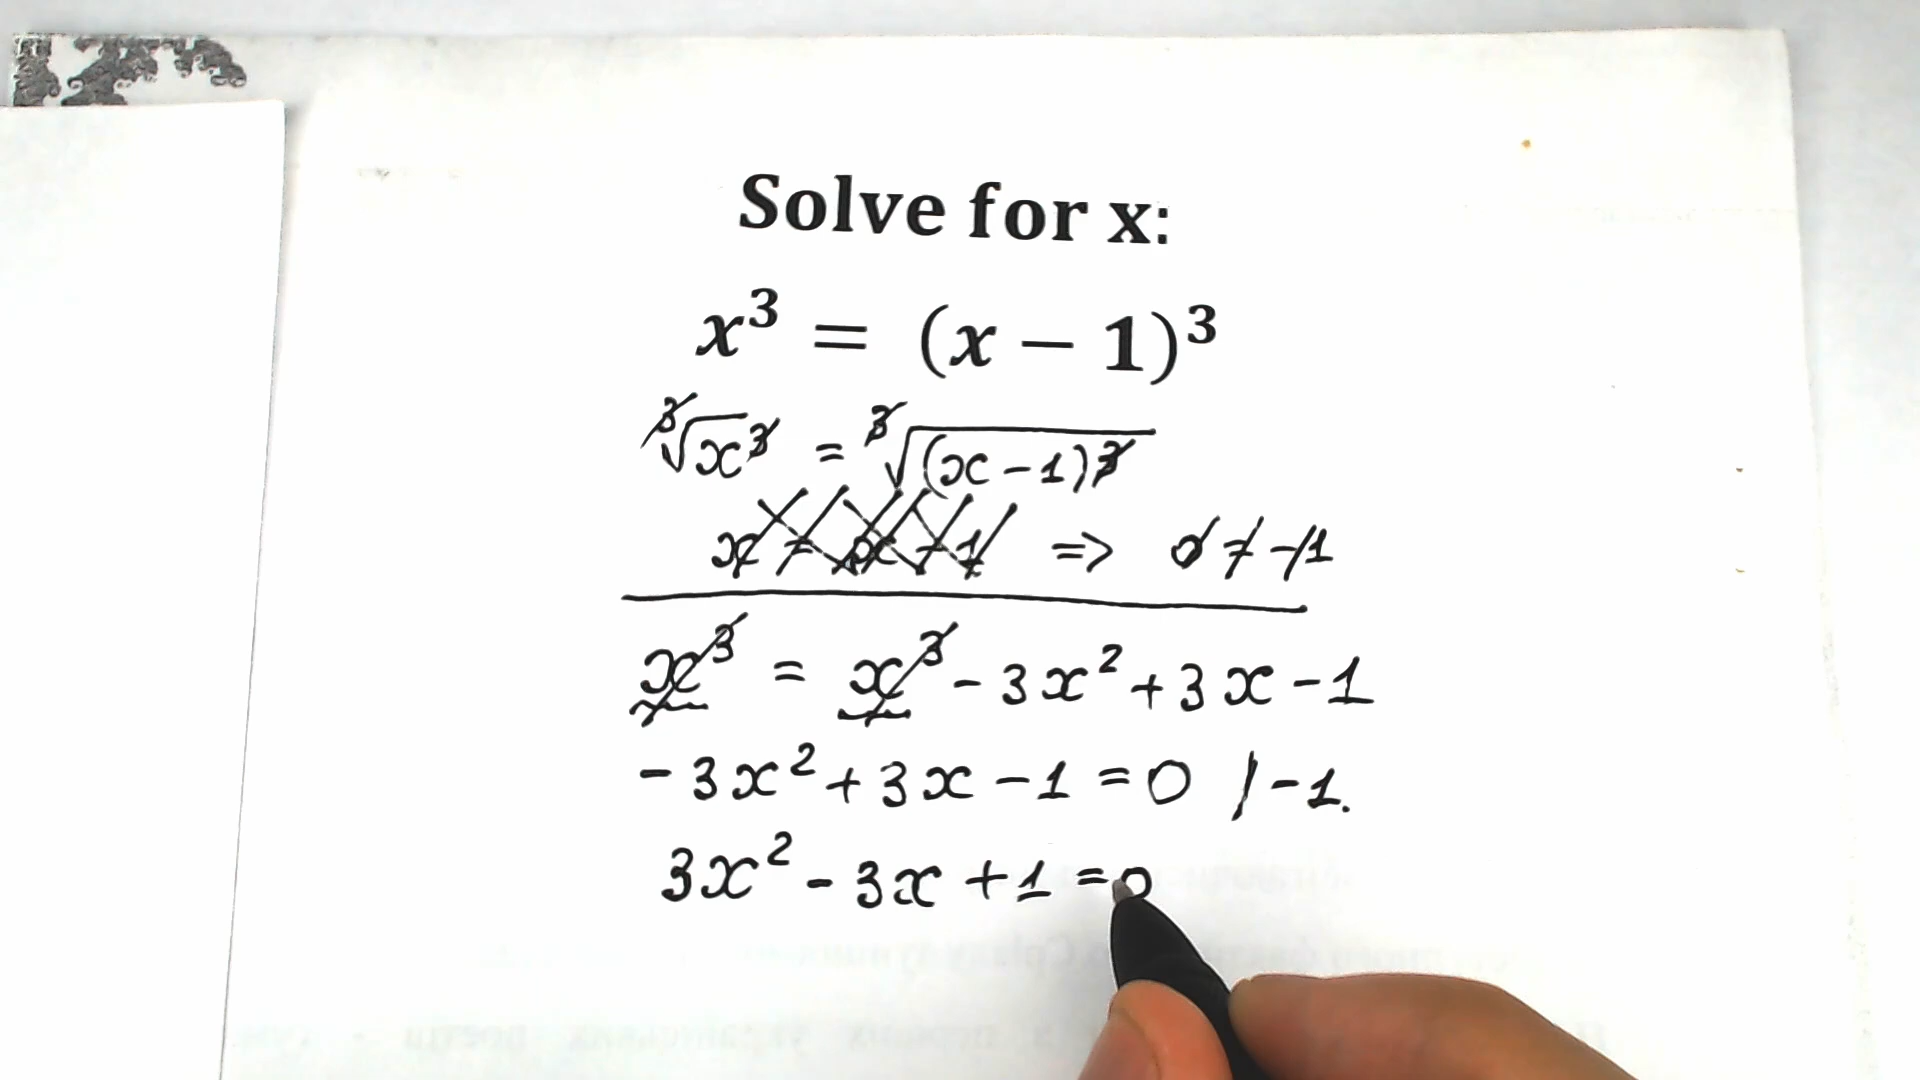 Solve for x:
x³ = (x − 1)³
∛x³ = ∛(x − 1)³
x = x − 1 => 0 ≠ −1
x³ = x³ − 3x² + 3x − 1
− 3x² + 3x − 1 = 0 / −1.
3x² − 3x + 1 = 0